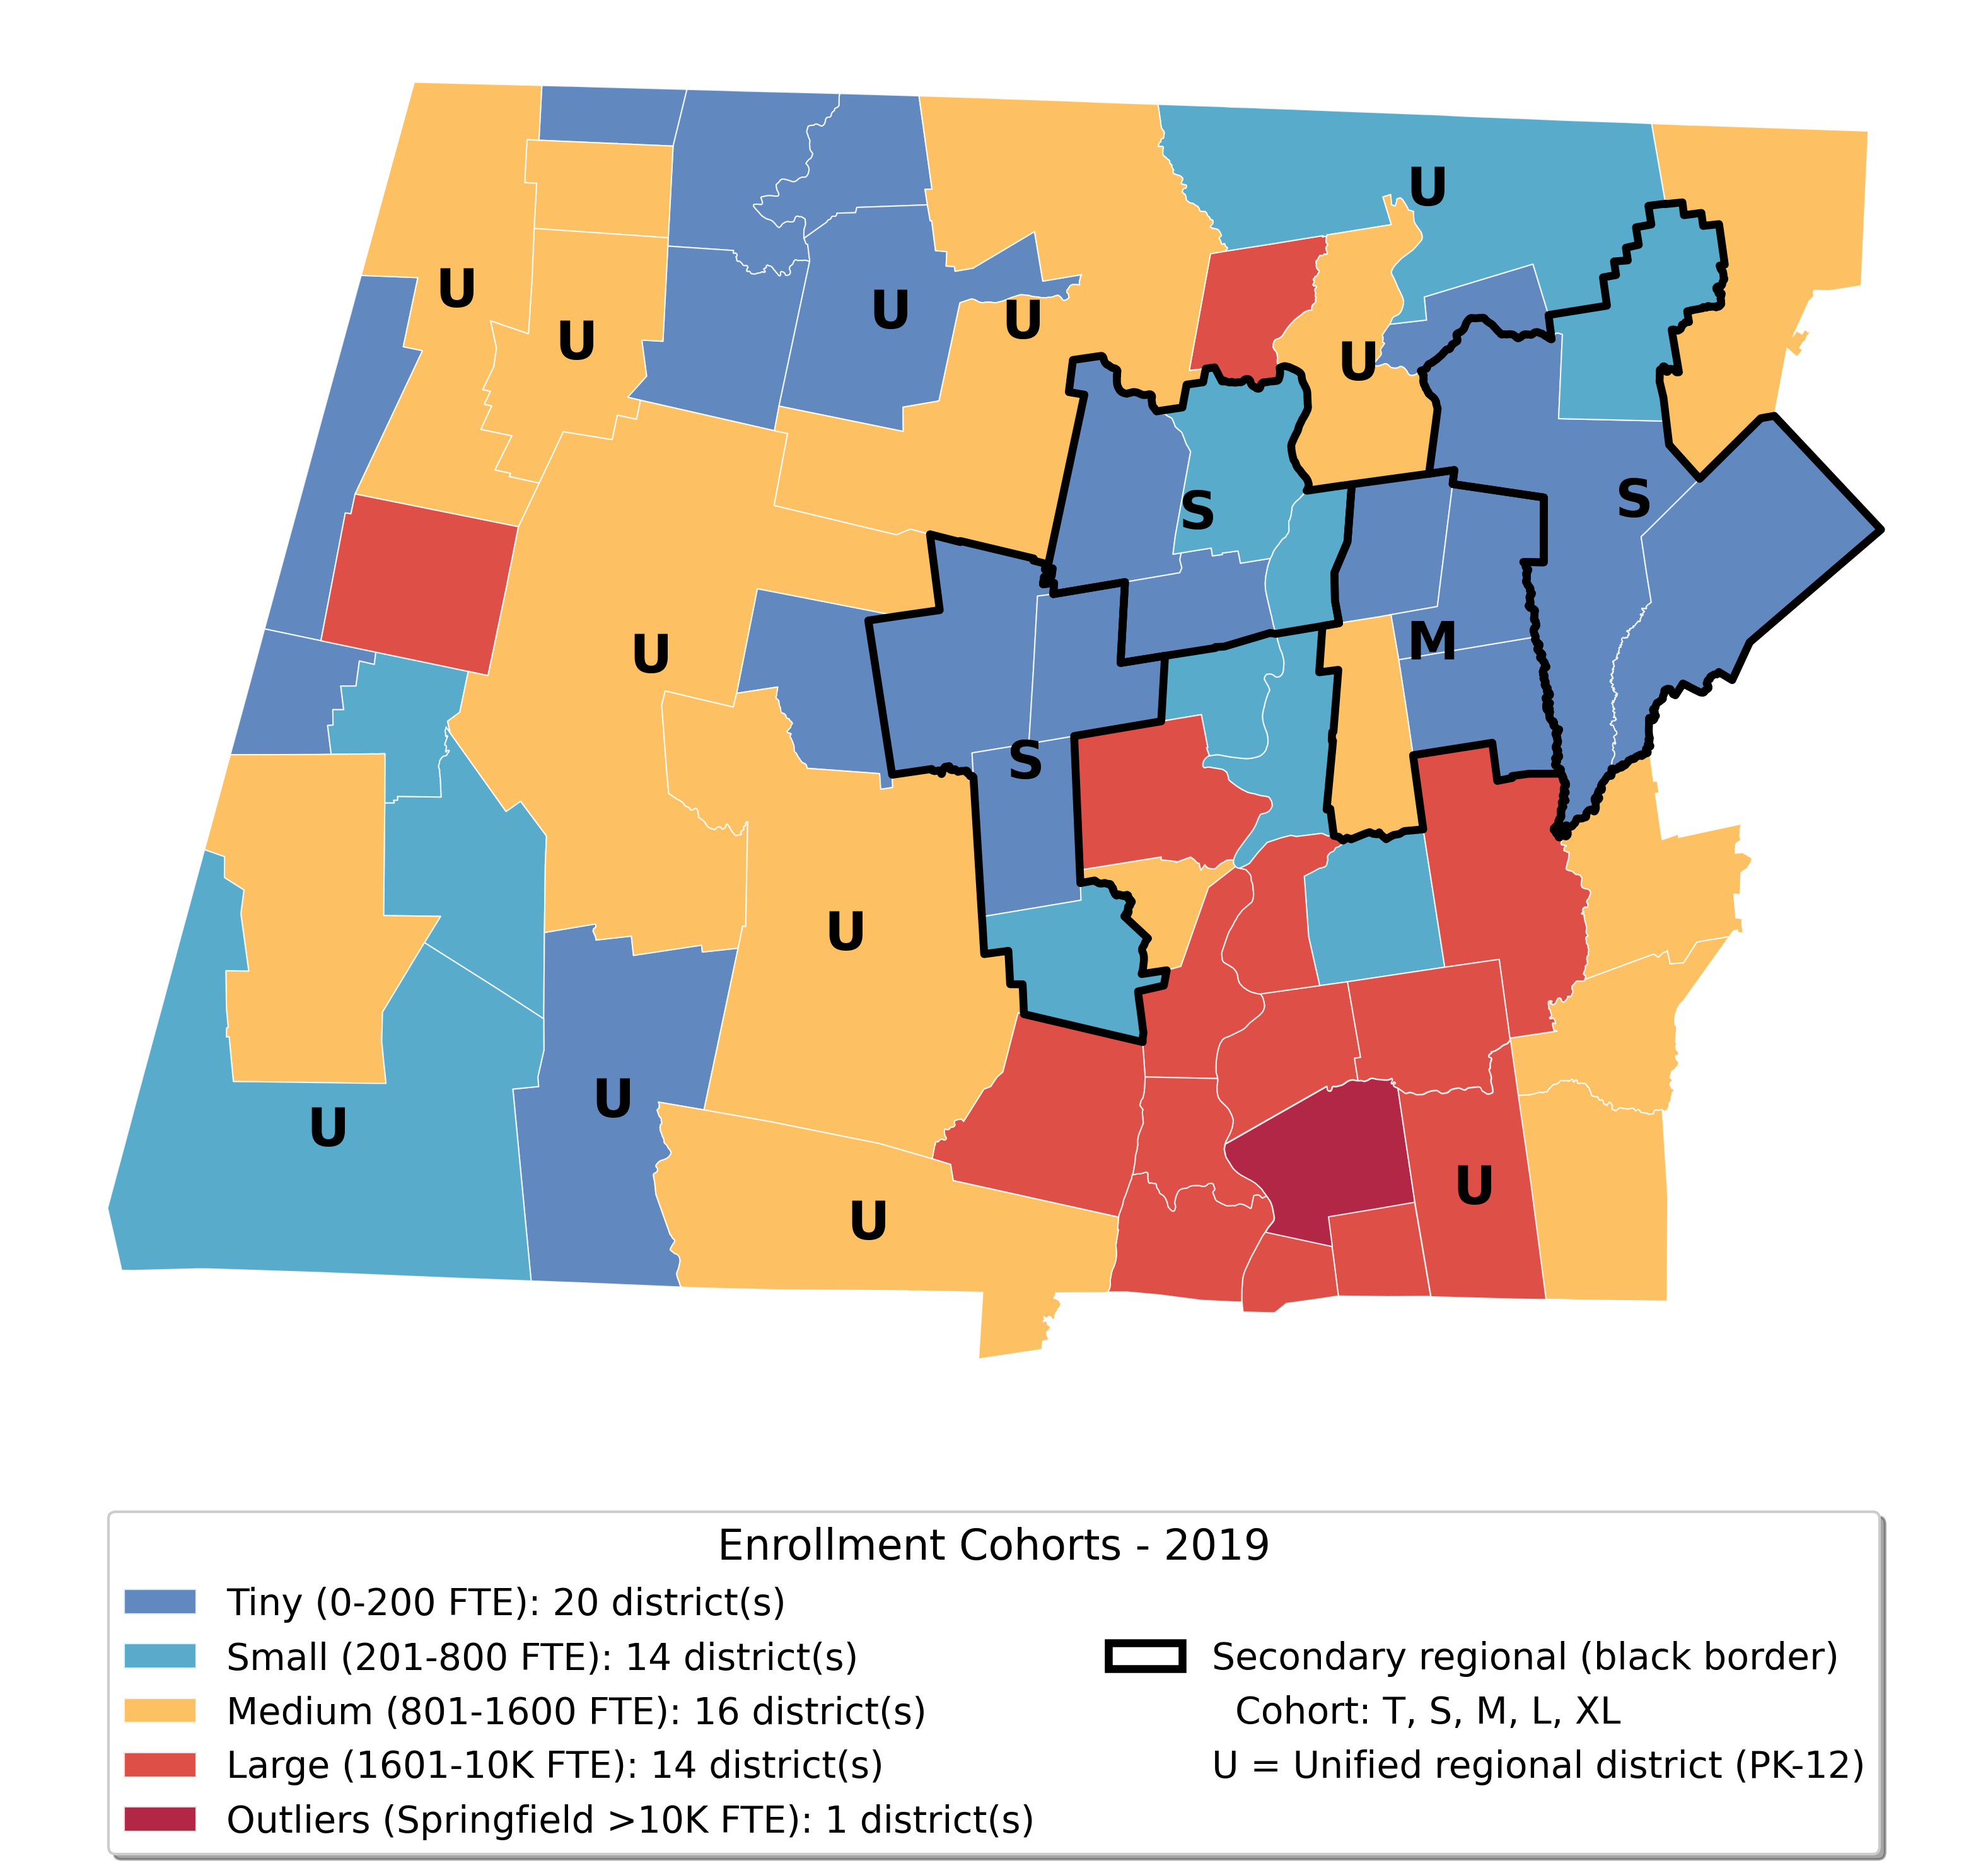 U
U
U
U
U
U
S
S
U
M
S
U
U
U
U
U
U
Enrollment Cohorts - 2019
Tiny (0-200 FTE): 20 district(s)
Small (201-800 FTE): 14 district(s)
Medium (801-1600 FTE): 16 district(s)
Large (1601-10K FTE): 14 district(s)
Outliers (Springfield >10K FTE): 1 district(s)
Secondary regional (black border)
Cohort: T, S, M, L, XL
U = Unified regional district (PK-12)